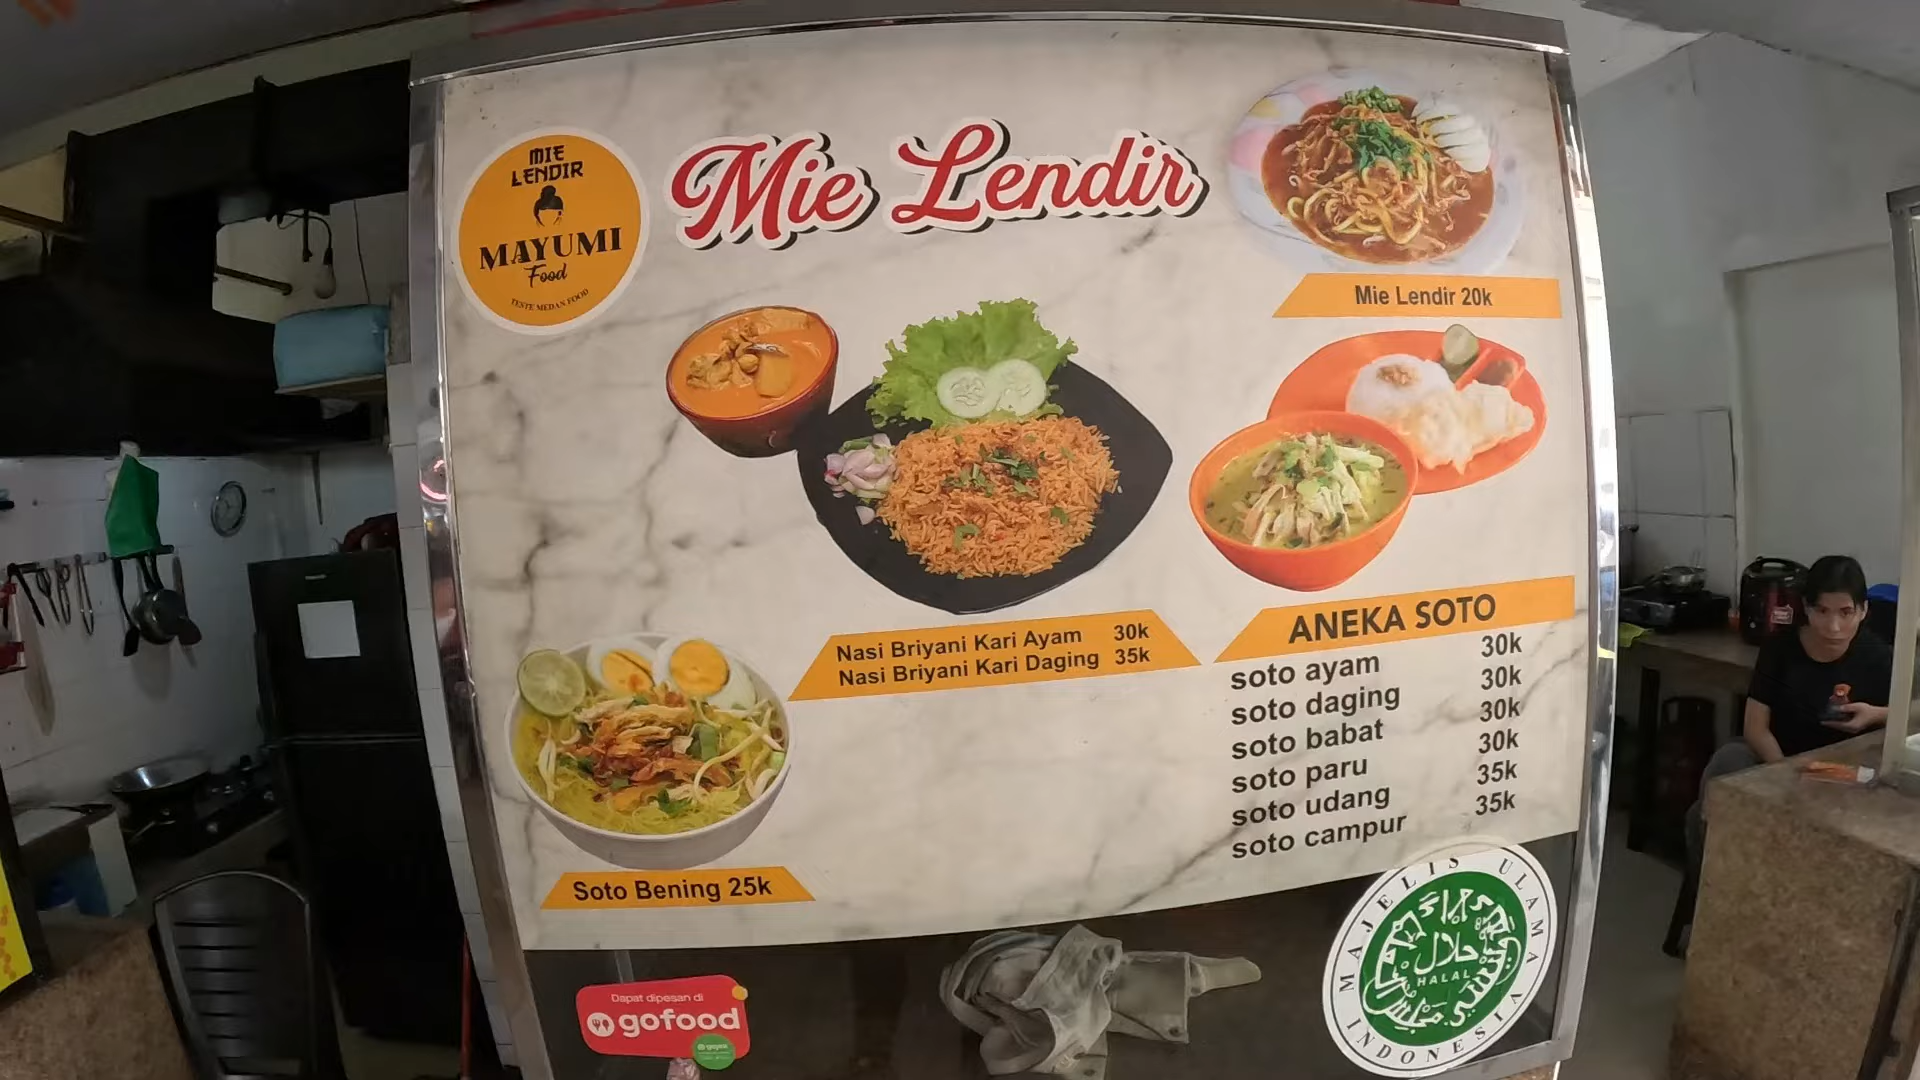 MIE
LENDIR
MAYUMI
Food
TESTE MEDAN FOOD
Mie Lendir
Mie Lendir 20k
Nasi Briyani Kari Ayam 30k
Nasi Briyani Kari Daging 35k
ANEKA SOTO
soto ayam 30k
soto daging 30k
soto babat 30k
soto paru 30k
soto udang 35k
soto campur 35k
Soto Bening 25k
Dapat dipesan di
gofood
MAJELIS ULAMA INDONESIA
حلال
HALAL